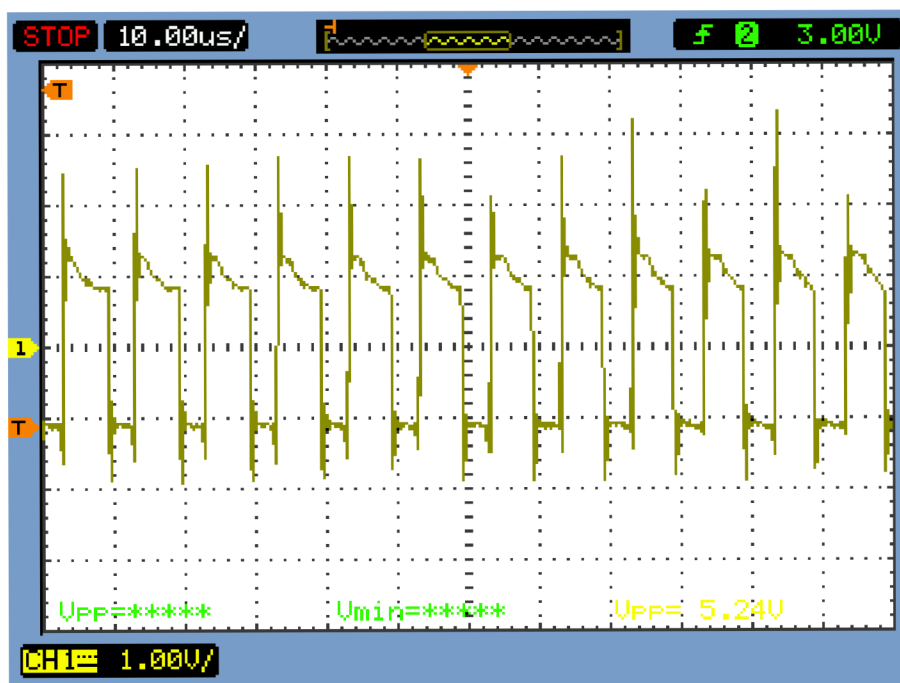 STOP 10.00us/ 2 3.00V
T
1
T
Vpp=***** Vmin=***** Vpp= 5.24V
CH1 1.00V/